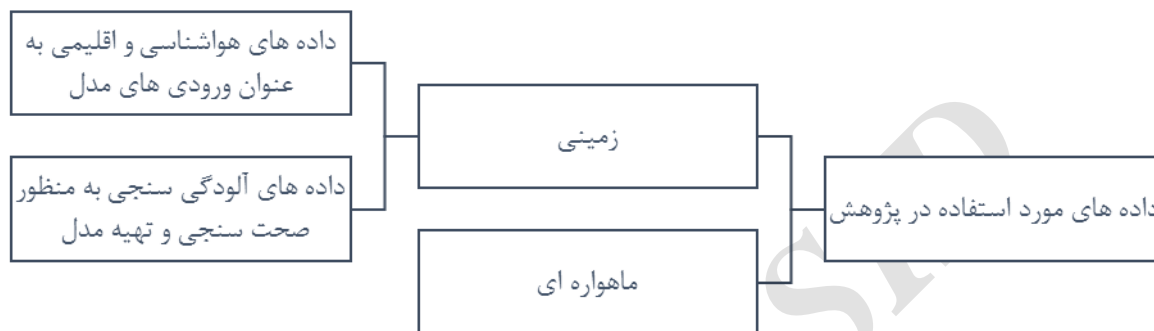 داده های مورد استفاده در پژوهش
زمینی
داده های هواشناسی و اقلیمی به
عنوان ورودی های مدل
داده های آلودگی سنجی به منظور
صحت سنجی و تهیه مدل
ماهواره ای
SID